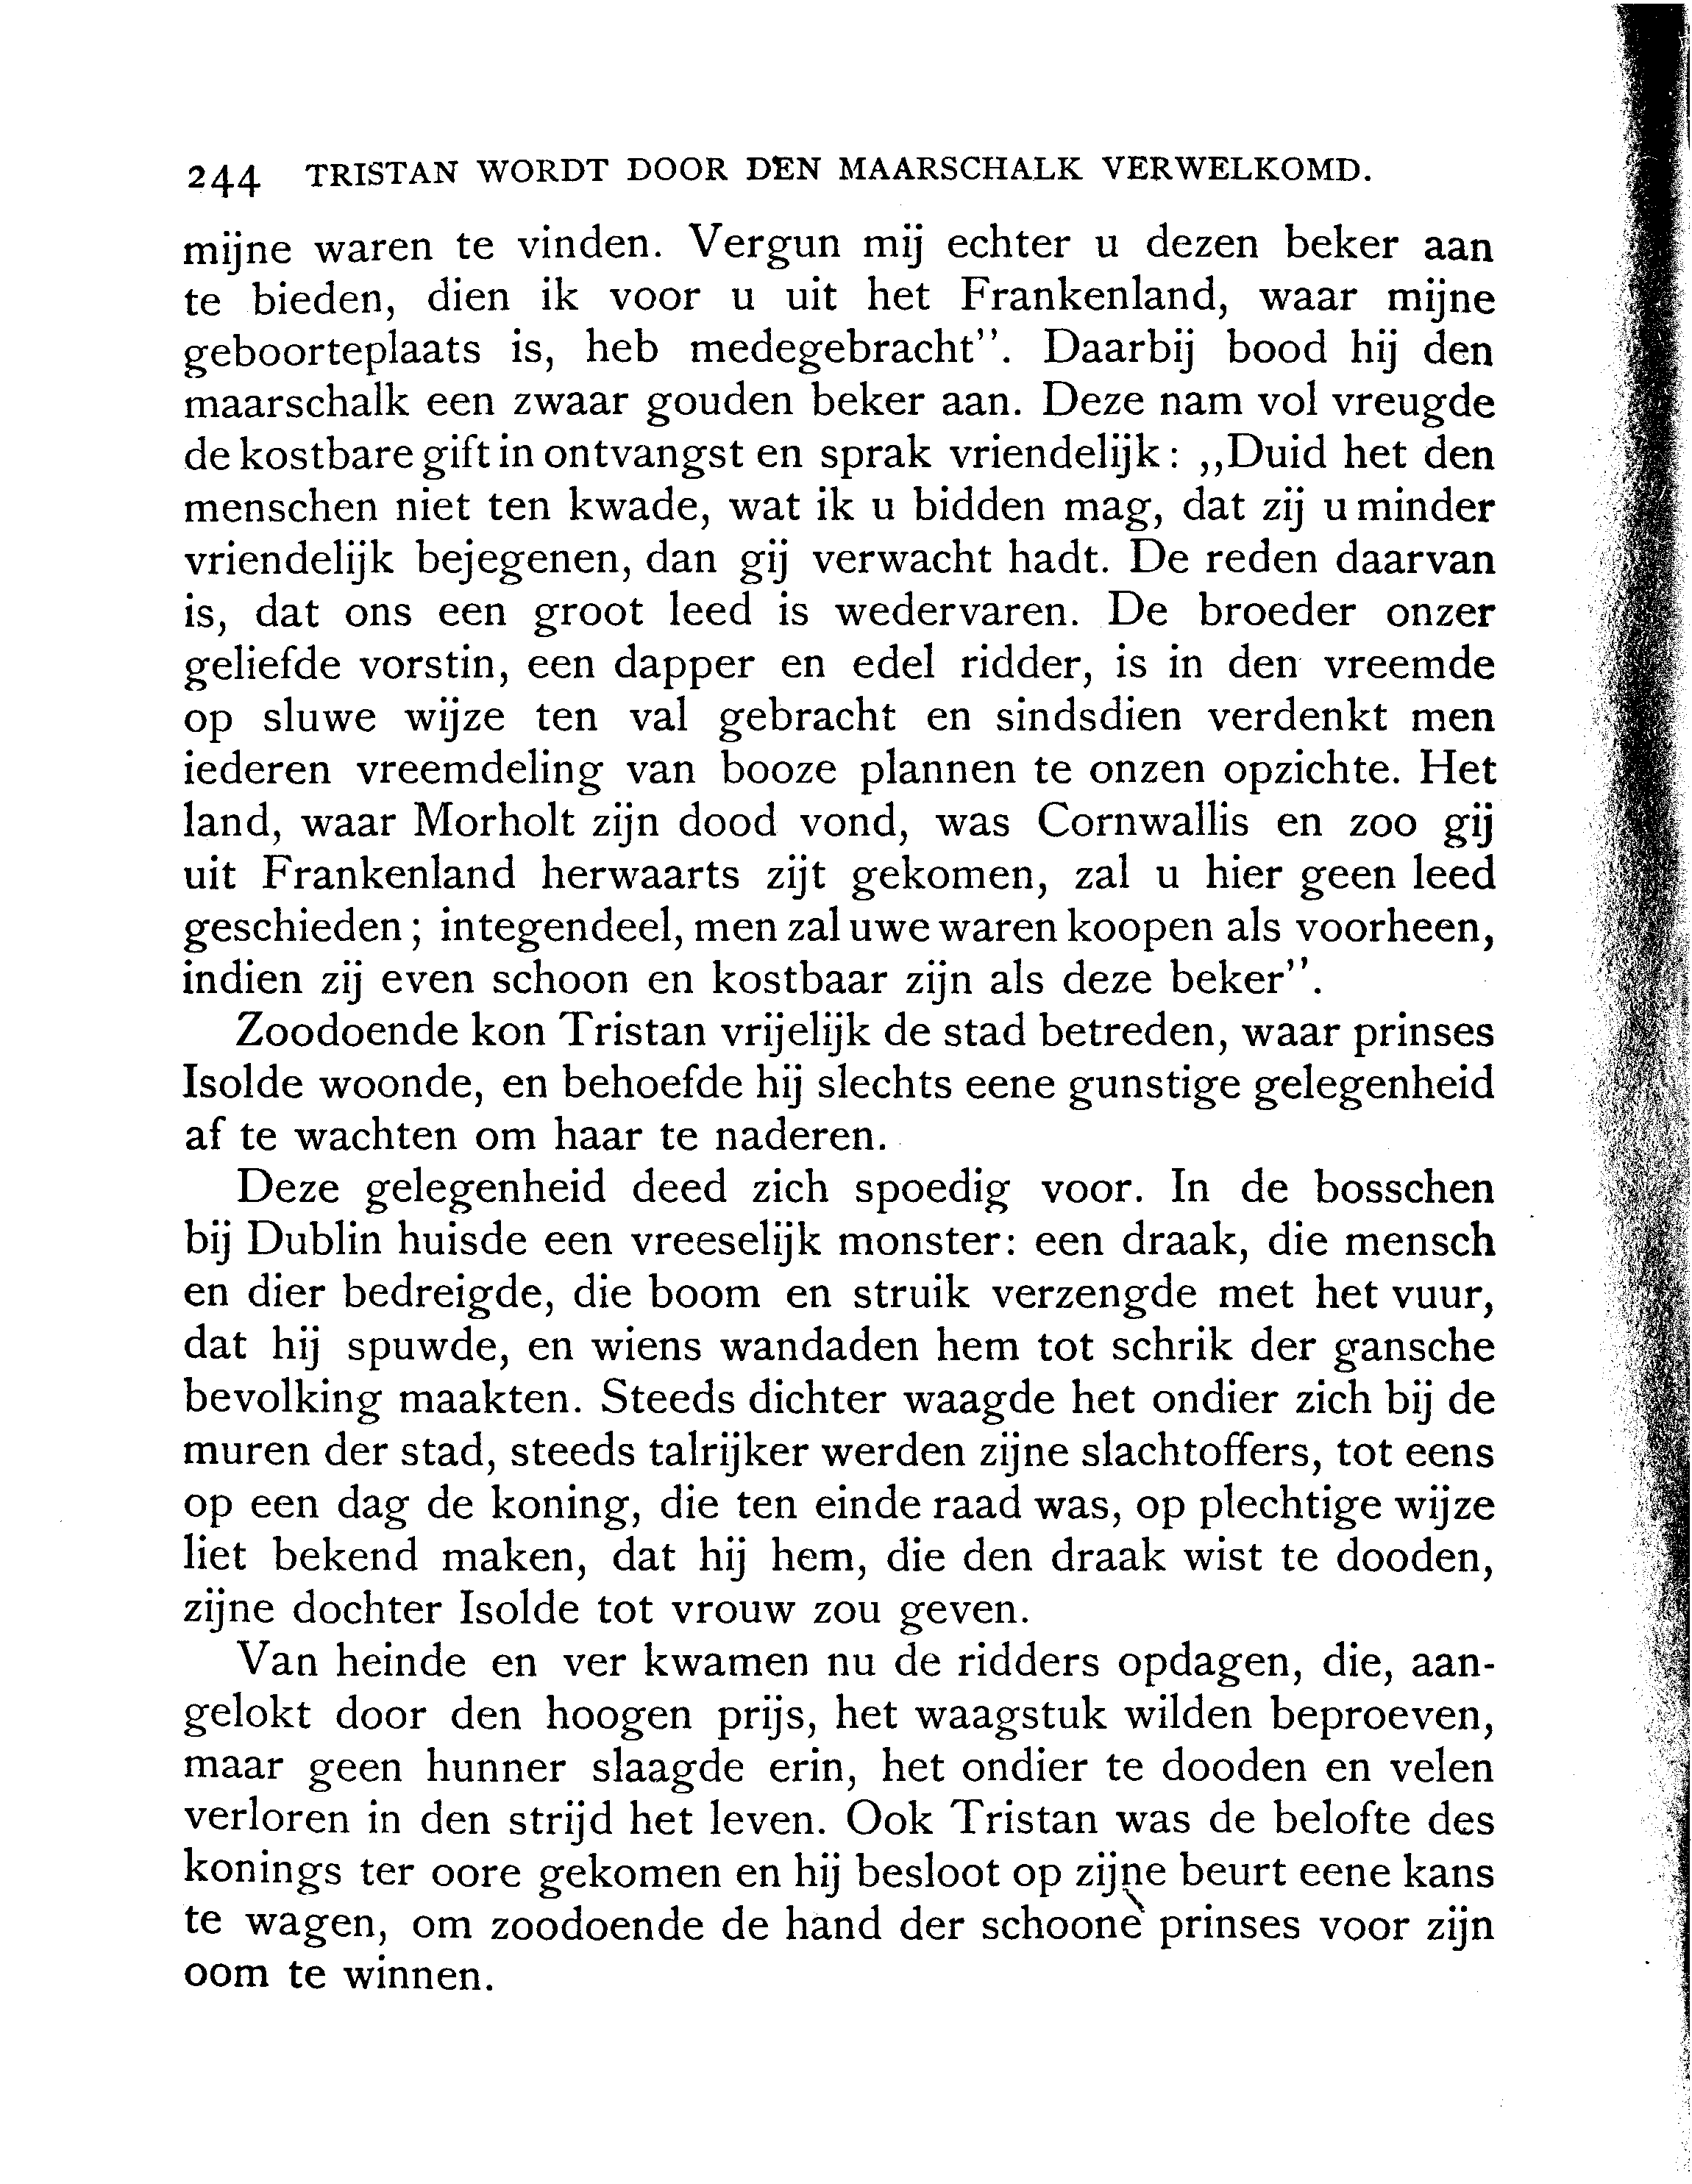 244 TRISTAN WORDT DOOR DEN MAARSCHALK VERWELKOMD.
mijne waren te vinden. Vergun mij echter u dezen beker aan
te bieden, dien ik voor u uit het Frankenland, waar mijne
geboorteplaats is, heb medegebracht”. Daarbij bood hij den
maarschalk een zwaar gouden beker aan. Deze nam vol vreugde
de kostbare gift in ontvangst en sprak vriendelijk: „Duid het den
menschen niet ten kwade, wat ik u bidden mag, dat zij u minder
vriendelijk bejegenen, dan gij verwacht hadt. De reden daarvan
is, dat ons een groot leed is wedervaren. De broeder onzer
geliefde vorstin, een dapper en edel ridder, is in den vreemde
op sluwe wijze ten val gebracht en sindsdien verdenkt men
iederen vreemdeling van booze plannen te onzen opzichte. Het
land, waar Morholt zijn dood vond, was Cornwallis en zoo gij
uit Frankenland herwaarts zijt gekomen, zal u hier geen leed
geschieden; integendeel, men zal uwe waren koopen als voorheen,
indien zij even schoon en kostbaar zijn als deze beker”.
Zoodoende kon Tristan vrijelijk de stad betreden, waar prinses
Isolde woonde, en behoefde hij slechts eene gunstige gelegenheid
af te wachten om haar te naderen.
Deze gelegenheid deed zich spoedig voor. In de bosschen
bij Dublin huisde een vreeselijk monster: een draak, die mensch
en dier bedreigde, die boom en struik verzengde met het vuur,
dat hij spuwde, en wiens wandaden hem tot schrik der gansche
bevolking maakten. Steeds dichter waagde het ondier zich bij de
muren der stad, steeds talrijker werden zijne slachtoffers, tot eens
op een dag de koning, die ten einde raad was, op plechtige wijze
liet bekend maken, dat hij hem, die den draak wist te dooden,
zijne dochter Isolde tot vrouw zou geven.
Van heinde en ver kwamen nu de ridders opdagen, die, aan-
gelokt door den hoogen prijs, het waagstuk wilden beproeven,
maar geen hunner slaagde erin, het ondier te dooden en velen
verloren in den strijd het leven. Ook Tristan was de belofte des
konings ter oore gekomen en hij besloot op zijne beurt eene kans
te wagen, om zoodoende de hand der schoone prinses voor zijn
oom te winnen.